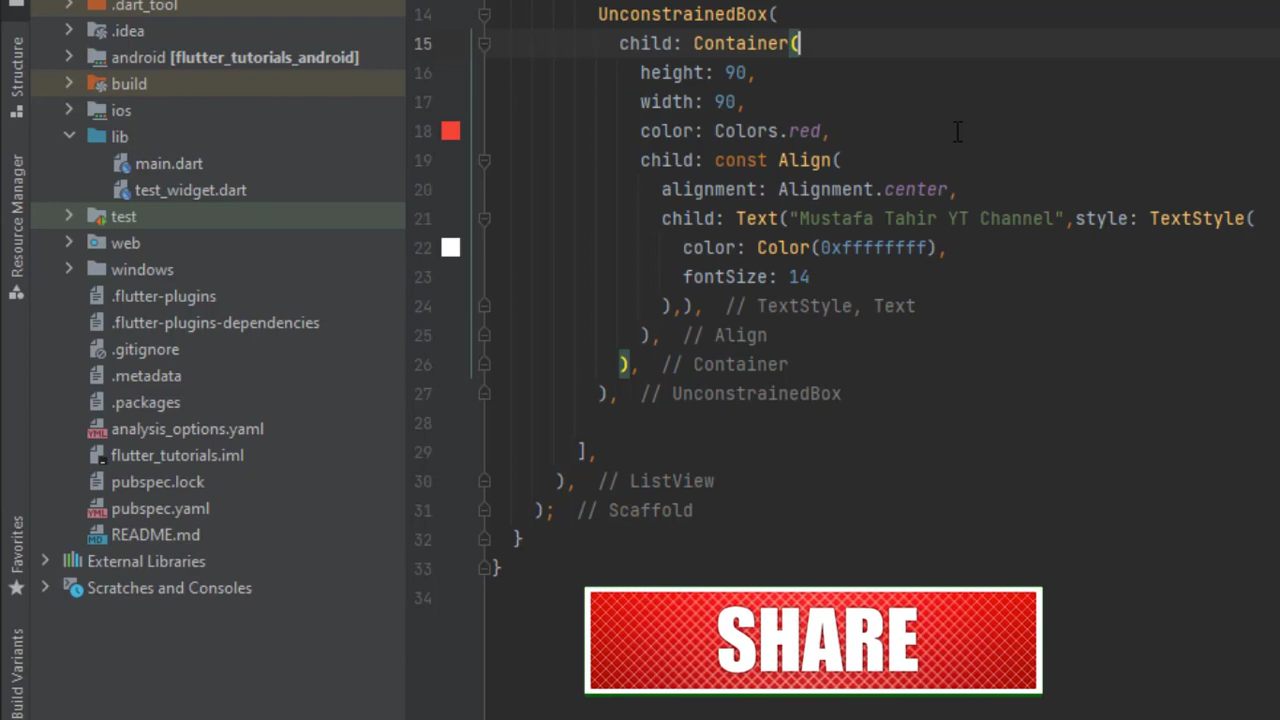 Structure
Resource Manager
Favorites
Build Variants
.dart_tool
.idea
android [flutter_tutorials_android]
build
ios
lib
main.dart
test_widget.dart
test
web
windows
.flutter-plugins
.flutter-plugins-dependencies
.gitignore
.metadata
.packages
analysis_options.yaml
flutter_tutorials.iml
pubspec.lock
pubspec.yaml
README.md
External Libraries
Scratches and Consoles
14 UnconstrainedBox(
15 child: Container(
16 height: 90,
17 width: 90,
18 color: Colors.red,
19 child: const Align(
20 alignment: Alignment.center,
21 child: Text("Mustafa Tahir YT Channel",style: TextStyle(
22 color: Color(0xffffffff),
23 fontSize: 14
24 ),), // TextStyle, Text
25 ), // Align
26 ), // Container
27 ), // UnconstrainedBox
28
29 ],
30 ), // ListView
31 ); // Scaffold
32 }
33 }
34
SHARE